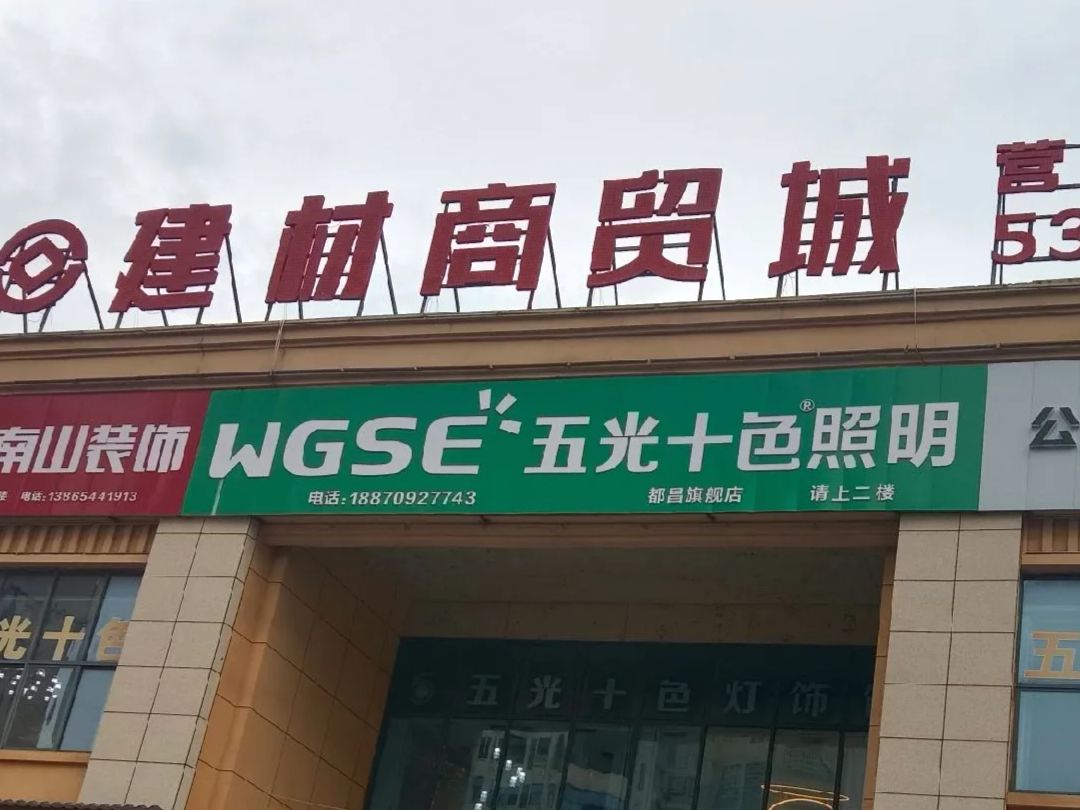 建材商贸城
营
53
南山装饰
电话:13865441913
WGSE 五光十色®照明
电话:18870927743 都昌旗舰店 请上二楼
公
光十色
五光十色灯饰
五